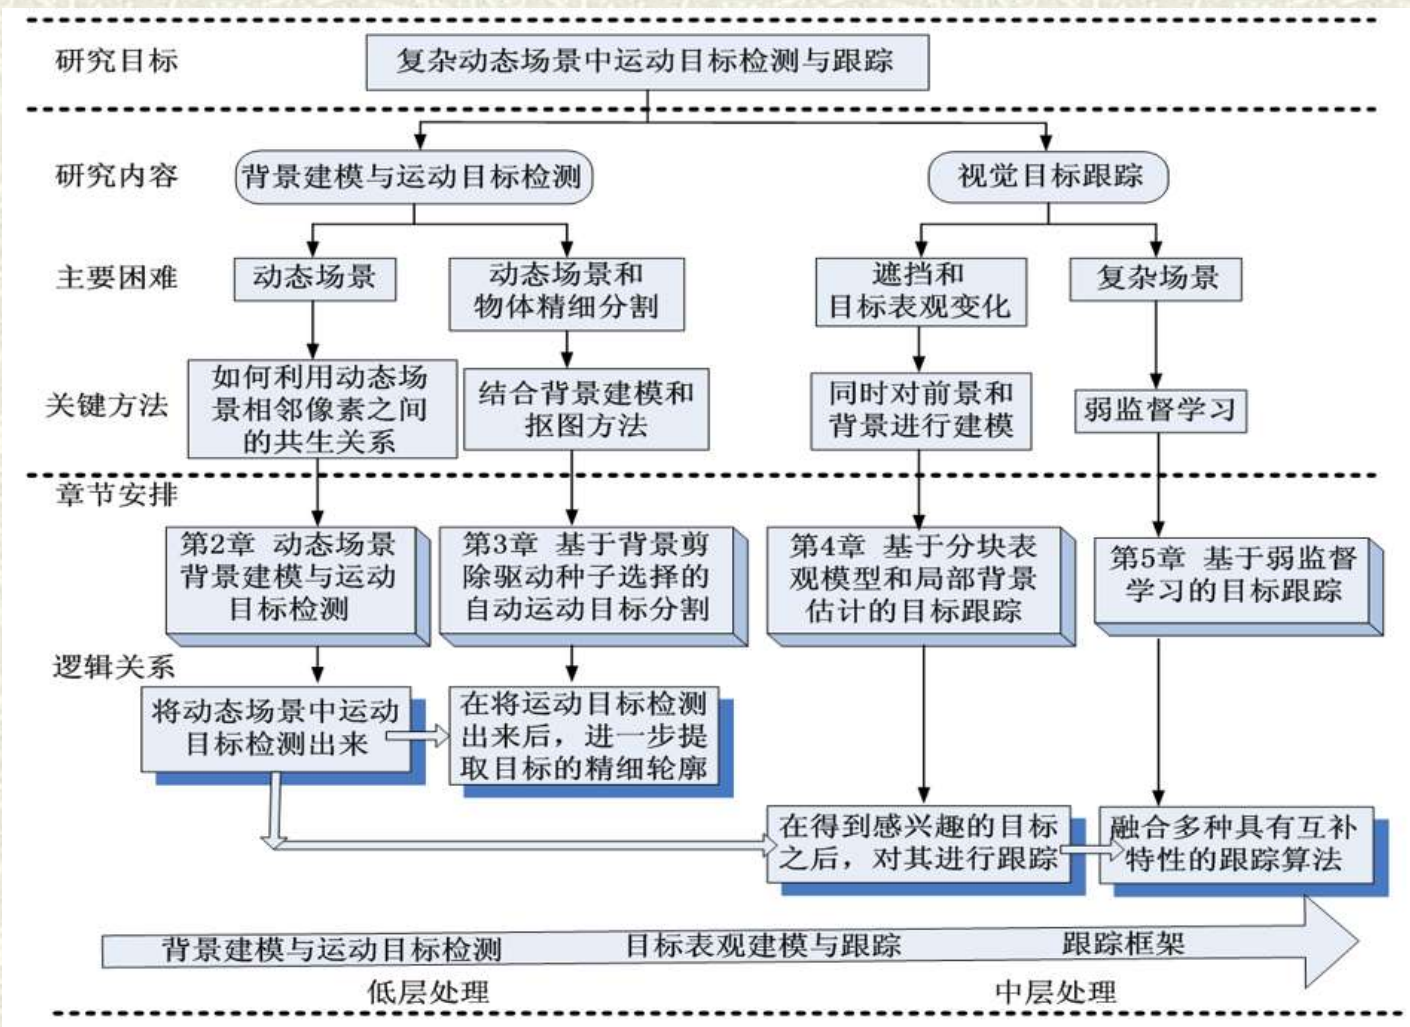 研究目标
复杂动态场景中运动目标检测与跟踪
研究内容
背景建模与运动目标检测
视觉目标跟踪
主要困难
动态场景
动态场景和
物体精细分割
遮挡和
目标表观变化
复杂场景
关键方法
如何利用动态场
景相邻像素之间
的共生关系
结合背景建模和
抠图方法
同时对前景和
背景进行建模
弱监督学习
章节安排
第2章 动态场景
背景建模与运动
目标检测
第3章 基于背景剪
除驱动种子选择的
自动运动目标分割
第4章 基于分块表
观模型和局部背景
估计的目标跟踪
第5章 基于弱监督
学习的目标跟踪
逻辑关系
将动态场景中运动
目标检测出来
在将运动目标检测
出来后，进一步提
取目标的精细轮廓
在得到感兴趣的目标
之后，对其进行跟踪
融合多种具有互补
特性的跟踪算法
背景建模与运动目标检测
目标表观建模与跟踪
跟踪框架
低层处理
中层处理